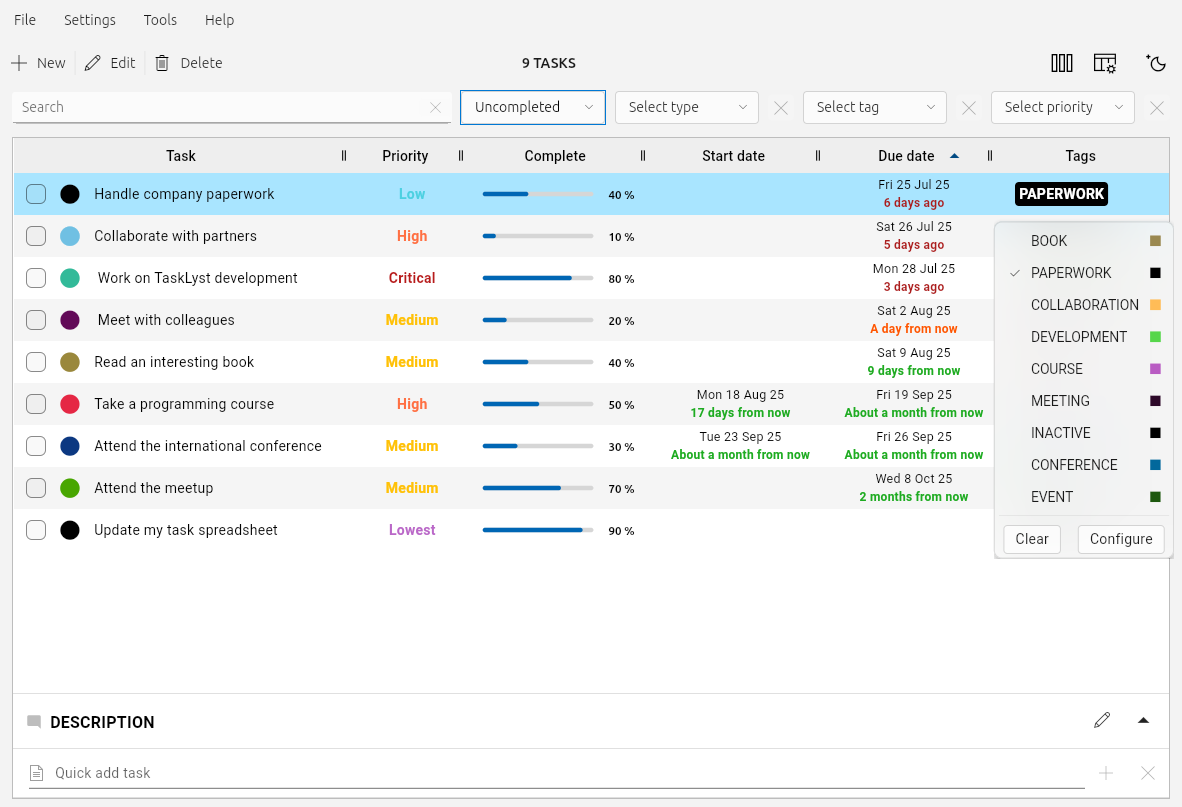 File Settings Tools Help
New Edit Delete 9 TASKS
Search Uncompleted Select type Select tag Select priority
Task Priority Complete Start date Due date Tags
Handle company paperwork Low 40 % Fri 25 Jul 25 PAPERWORK
6 days ago
Collaborate with partners High 10 % Sat 26 Jul 25
5 days ago
Work on TaskLyst development Critical 80 % Mon 28 Jul 25
3 days ago
Meet with colleagues Medium 20 % Sat 2 Aug 25
A day from now
Read an interesting book Medium 40 % Sat 9 Aug 25
9 days from now
Take a programming course High 50 % Mon 18 Aug 25 Fri 19 Sep 25
17 days from now About a month from now
Attend the international conference Medium 30 % Tue 23 Sep 25 Fri 26 Sep 25
About a month from now About a month from now
Attend the meetup Medium 70 % Wed 8 Oct 25
2 months from now
Update my task spreadsheet Lowest 90 %
BOOK
PAPERWORK
COLLABORATION
DEVELOPMENT
COURSE
MEETING
INACTIVE
CONFERENCE
EVENT
Clear Configure
DESCRIPTION
Quick add task